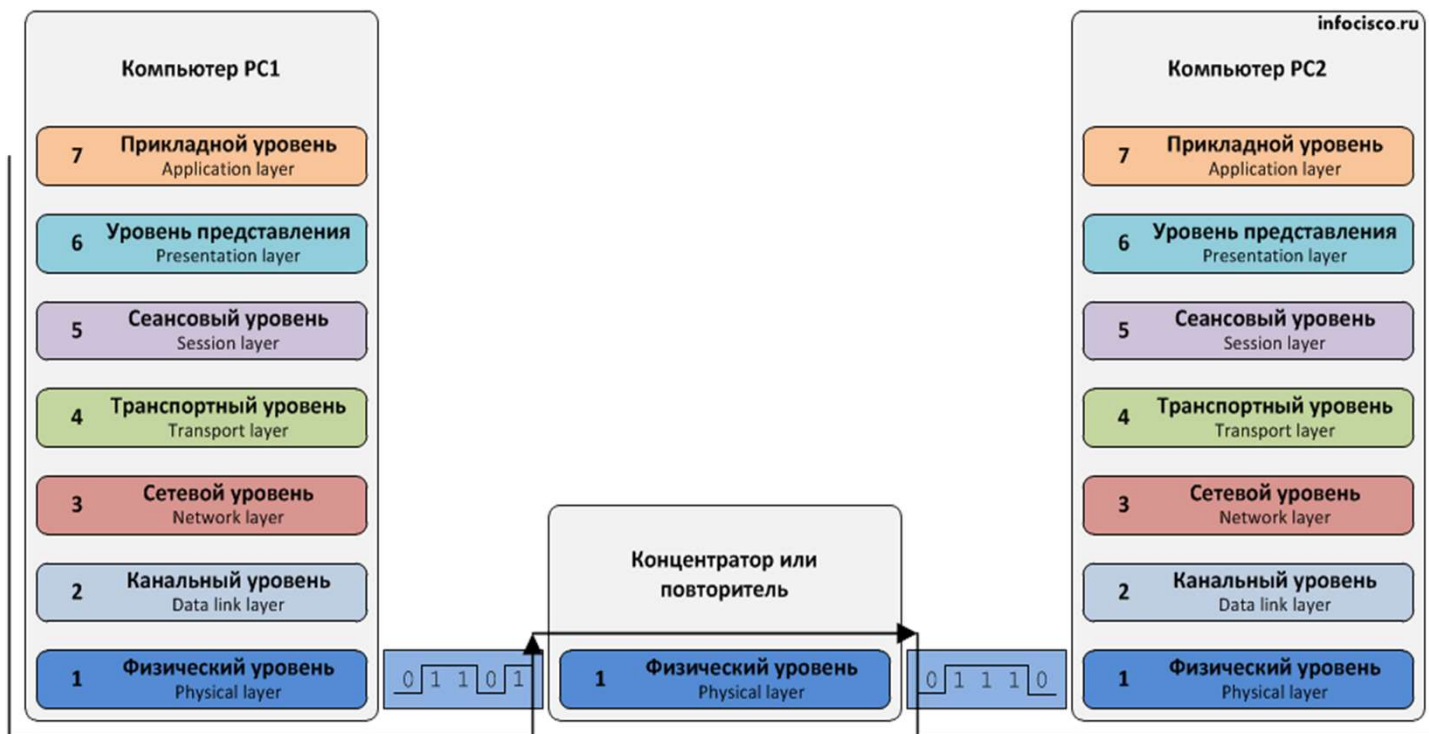 infocisco.ru
Компьютер PC1
7 Прикладной уровень
Application layer
6 Уровень представления
Presentation layer
5 Сеансовый уровень
Session layer
4 Транспортный уровень
Transport layer
3 Сетевой уровень
Network layer
2 Канальный уровень
Data link layer
1 Физический уровень
Physical layer
0 1 1 0 1
Концентратор или
повторитель
1 Физический уровень
Physical layer
0 1 1 1 0
Компьютер PC2
7 Прикладной уровень
Application layer
6 Уровень представления
Presentation layer
5 Сеансовый уровень
Session layer
4 Транспортный уровень
Transport layer
3 Сетевой уровень
Network layer
2 Канальный уровень
Data link layer
1 Физический уровень
Physical layer